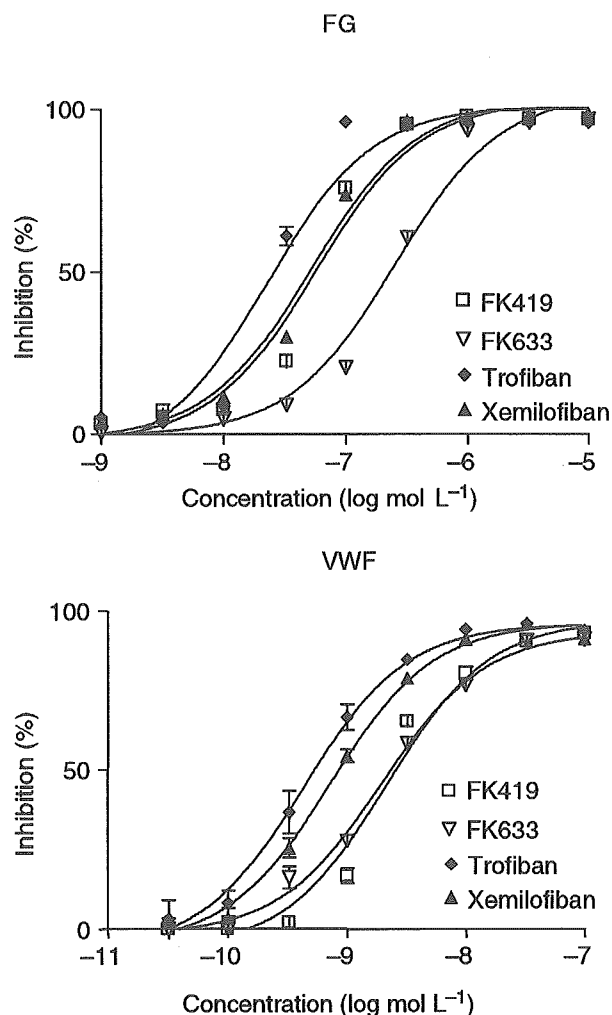 FG
100
50
0
Inhibition (%)
FK419
FK633
Trofiban
Xemilofiban
–9 –8 –7 –6 –5
Concentration (log mol L–1)
VWF
100
50
0
Inhibition (%)
FK419
FK633
Trofiban
Xemilofiban
–11 –10 –9 –8 –7
Concentration (log mol L–1)